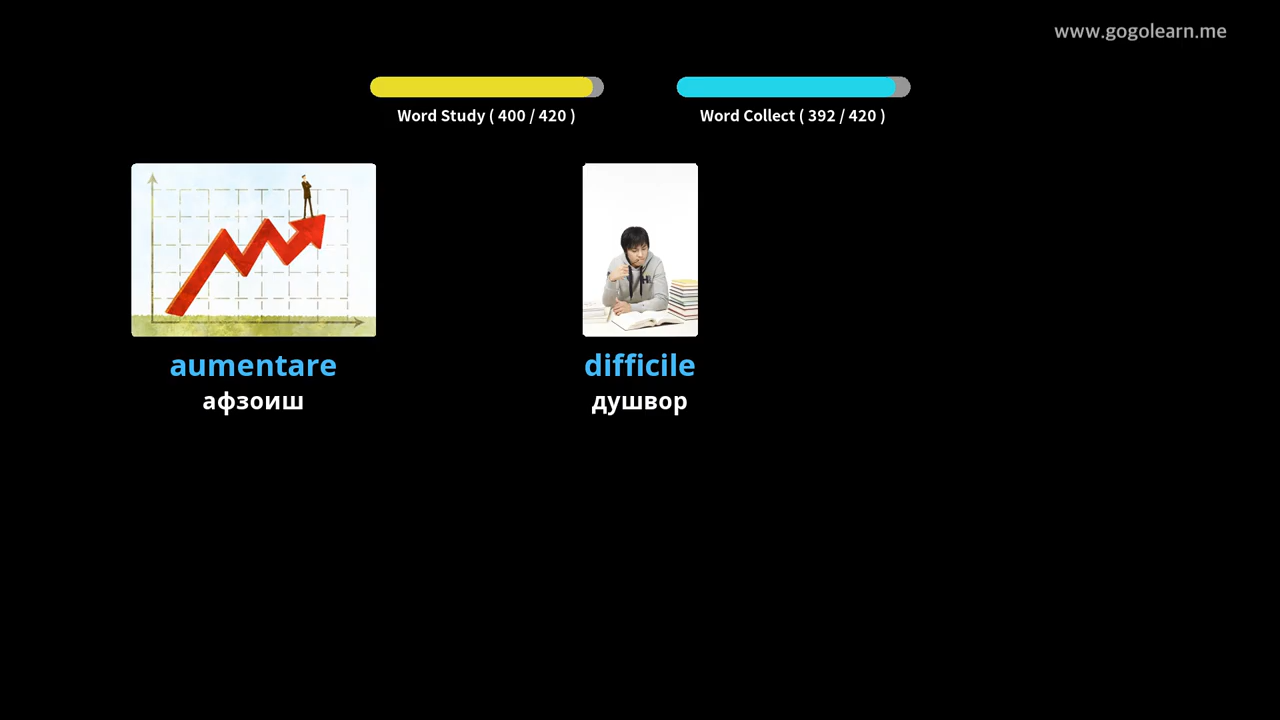 www.gogolearn.me
Word Study ( 400 / 420 )
Word Collect ( 392 / 420 )
aumentare
афзоиш
difficile
душвор